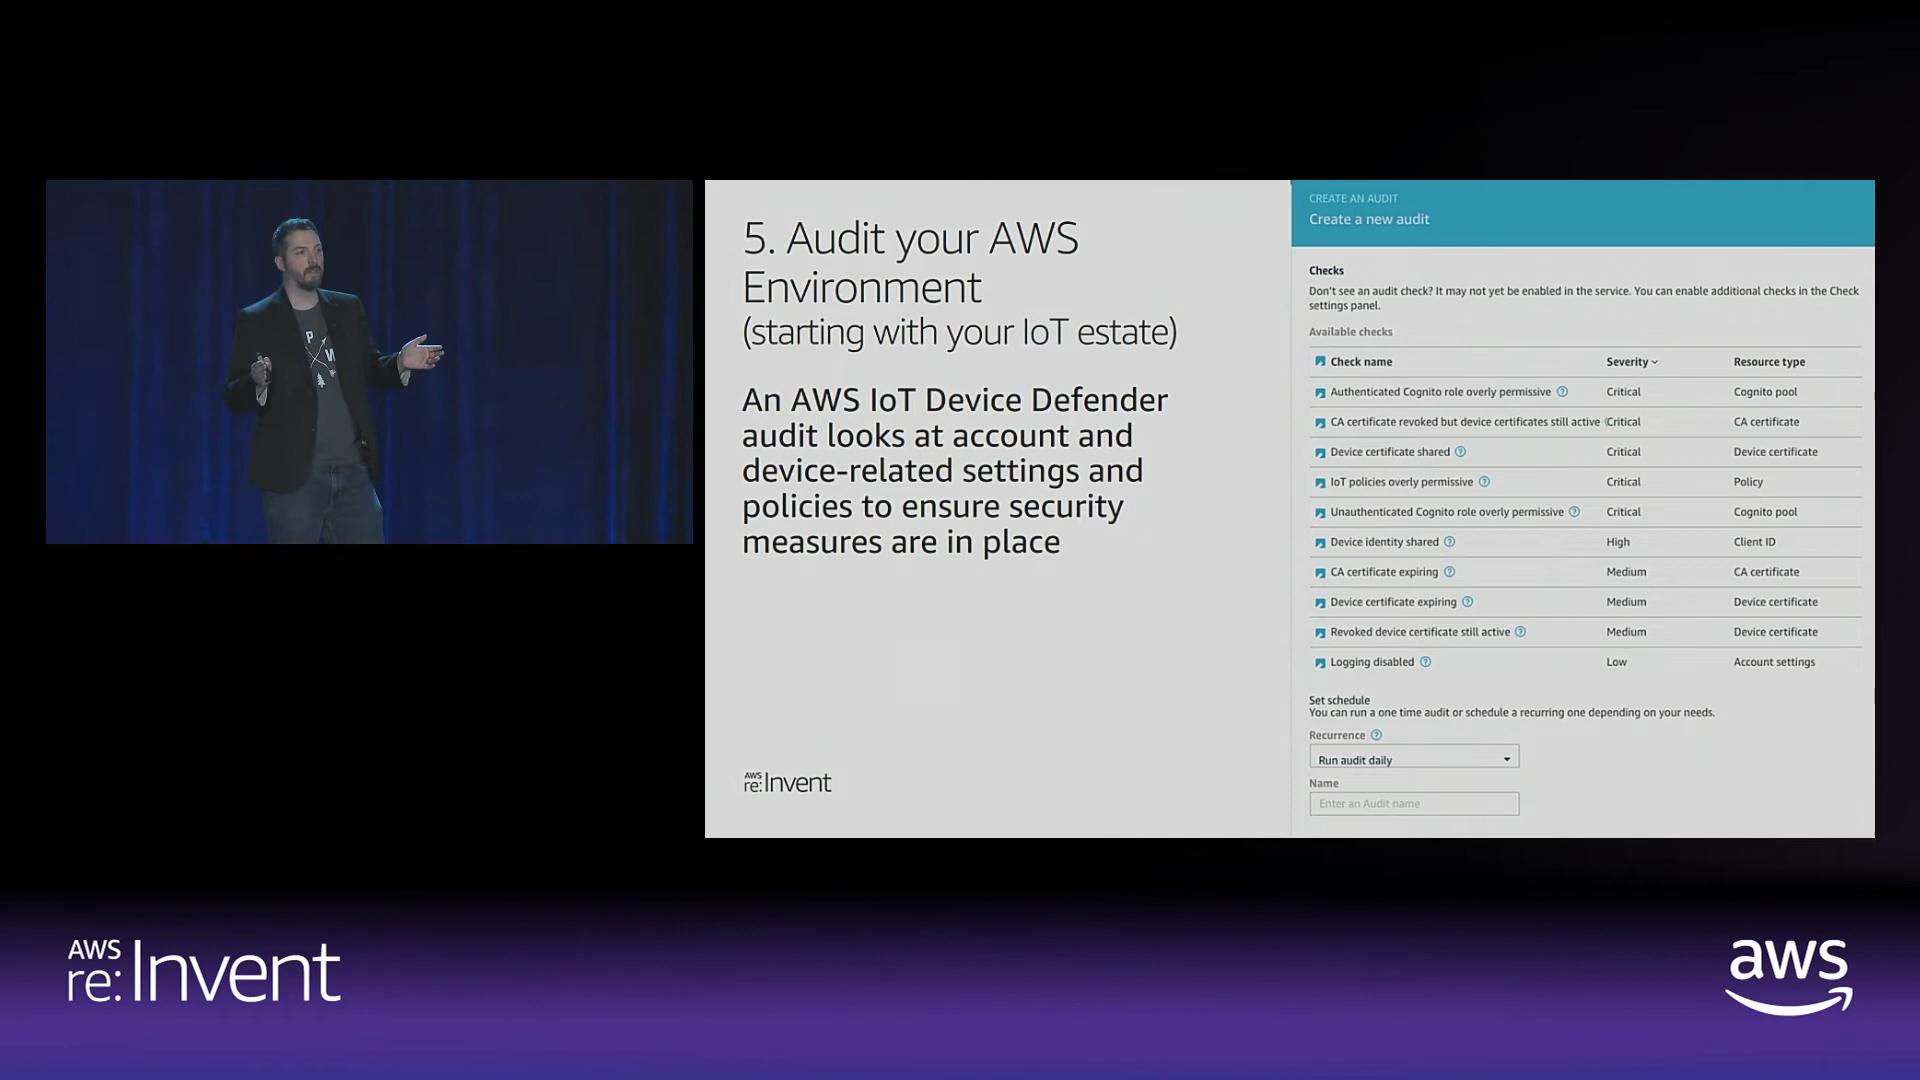 5. Audit your AWS
Environment
(starting with your IoT estate)
An AWS IoT Device Defender
audit looks at account and
device-related settings and
policies to ensure security
measures are in place
AWS
re:Invent
CREATE AN AUDIT
Create a new audit
Checks
Don't see an audit check? It may not yet be enabled in the service. You can enable additional checks in the Check
settings panel.
Available checks
Check name Severity Resource type
Authenticated Cognito role overly permissive Critical Cognito pool
CA certificate revoked but device certificates still active Critical CA certificate
Device certificate shared Critical Device certificate
IoT policies overly permissive Critical Policy
Unauthenticated Cognito role overly permissive Critical Cognito pool
Device identity shared High Client ID
CA certificate expiring Medium CA certificate
Device certificate expiring Medium Device certificate
Revoked device certificate still active Medium Device certificate
Logging disabled Low Account settings
Set schedule
You can run a one time audit or schedule a recurring one depending on your needs.
Recurrence
Run audit daily
Name
Enter an Audit name
AWS
re:Invent
aws